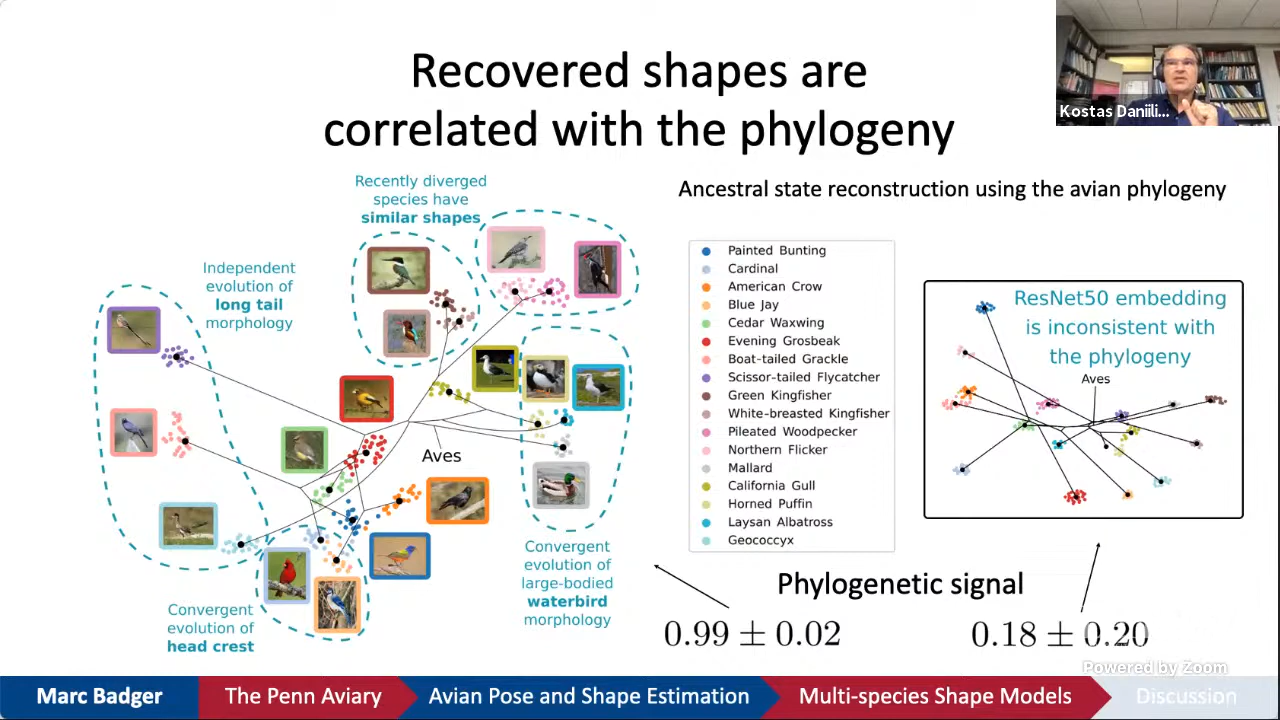 Recovered shapes are
correlated with the phylogeny
Kostas Daniili...
Ancestral state reconstruction using the avian phylogeny
Recently diverged
species have
similar shapes
Independent
evolution of
long tail
morphology
Aves
Convergent
evolution of
large-bodied
waterbird
morphology
Convergent
evolution of
head crest
Painted Bunting
Cardinal
American Crow
Blue Jay
Cedar Waxwing
Evening Grosbeak
Boat-tailed Grackle
Scissor-tailed Flycatcher
Green Kingfisher
White-breasted Kingfisher
Pileated Woodpecker
Northern Flicker
Mallard
California Gull
Horned Puffin
Laysan Albatross
Geococcyx
ResNet50 embedding
is inconsistent with
the phylogeny
Aves
Phylogenetic signal
0.99 ± 0.02
0.18 ± 0.20
Powered by Zoom
Marc Badger
The Penn Aviary
Avian Pose and Shape Estimation
Multi-species Shape Models
Discussion